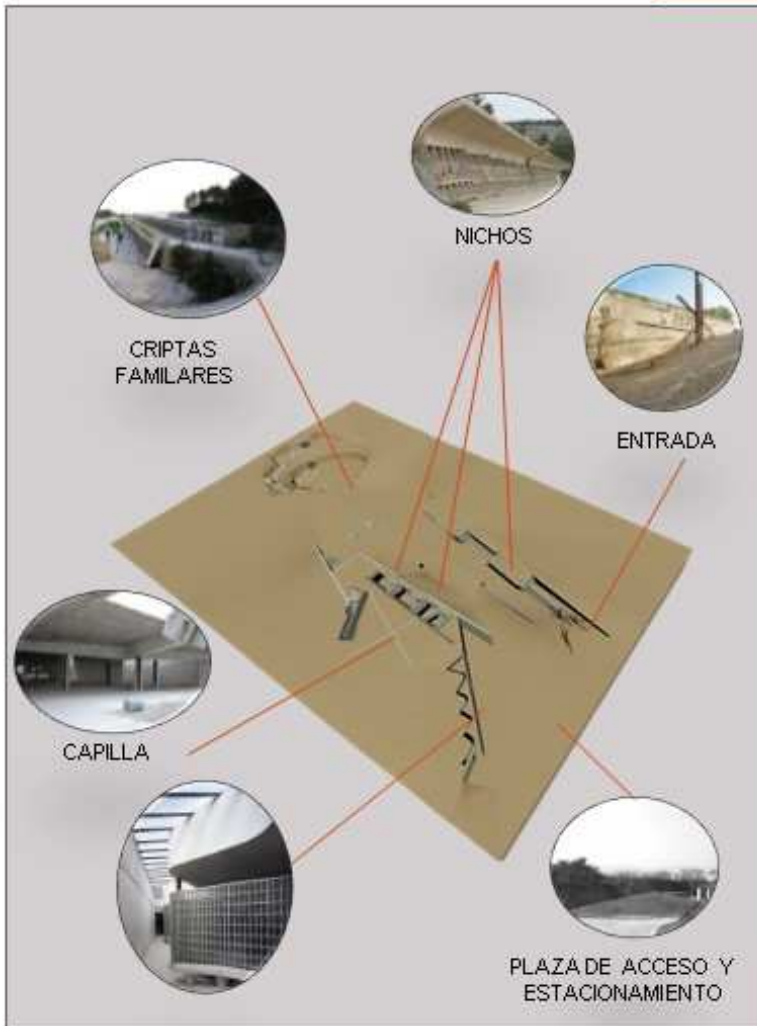 NICHOS
CRIPTAS
FAMILARES
ENTRADA
CAPILLA
PLAZA DE ACCESO Y
ESTACIONAMIENTO